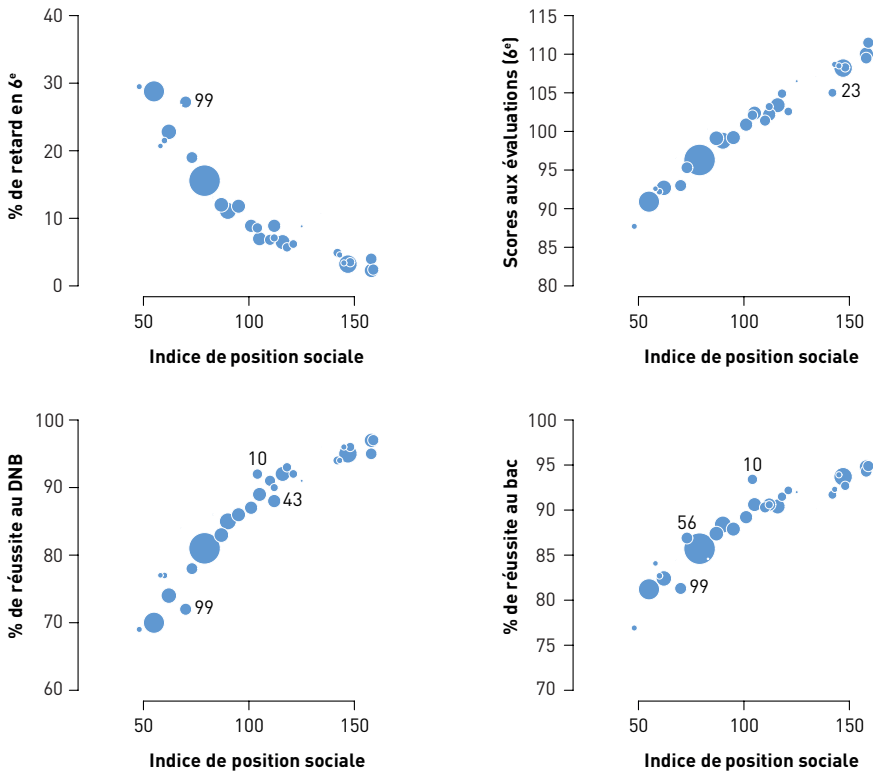 % de retard en 6e
40
30
20
10
0
99
50 100 150
Indice de position sociale
Scores aux évaluations (6e)
115
110
105
100
95
90
85
80
23
50 100 150
Indice de position sociale
% de réussite au DNB
100
90
80
70
60
10
43
99
50 100 150
Indice de position sociale
% de réussite au bac
100
95
90
85
80
75
70
10
56
99
50 100 150
Indice de position sociale